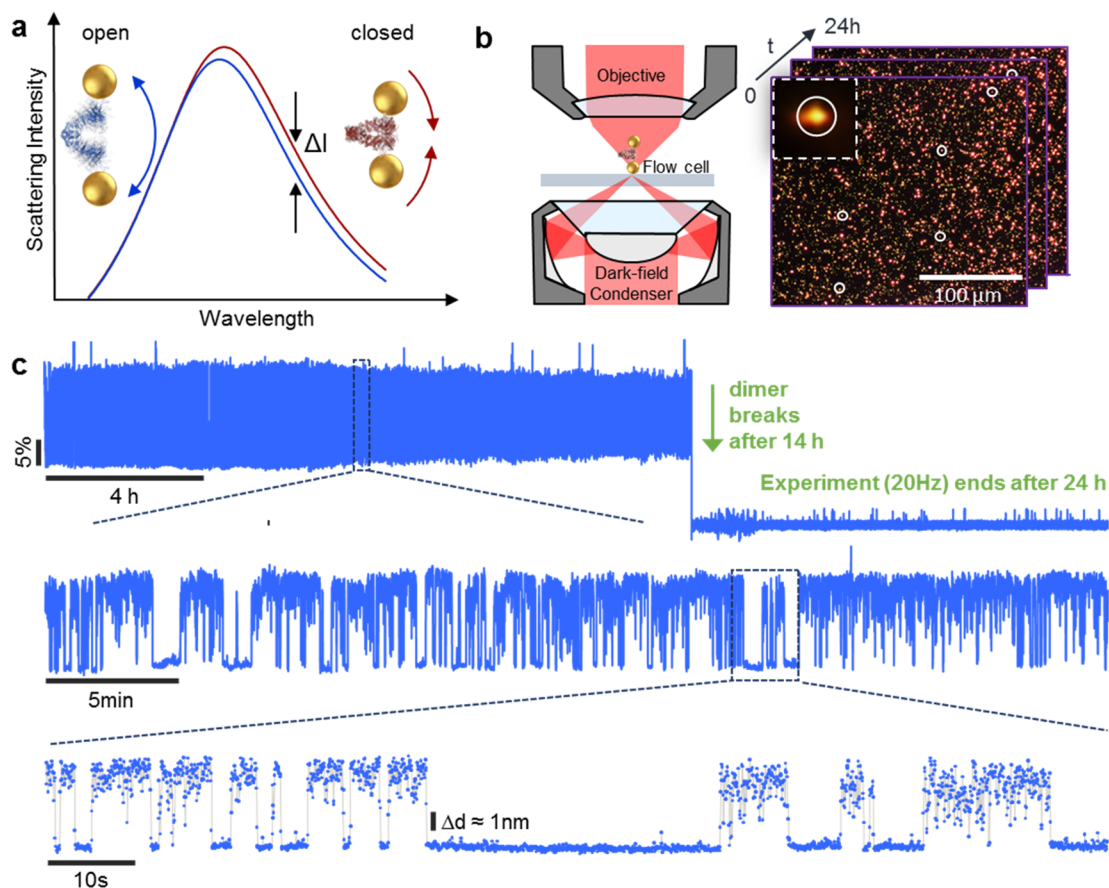 a
open
closed
ΔI
Scattering Intensity
Wavelength
b
0
t
24h
Objective
Flow cell
Dark-field
Condenser
100 μm
c
5%
4 h
dimer
breaks
after 14 h
Experiment (20Hz) ends after 24 h
5min
Δd ≈ 1nm
10s